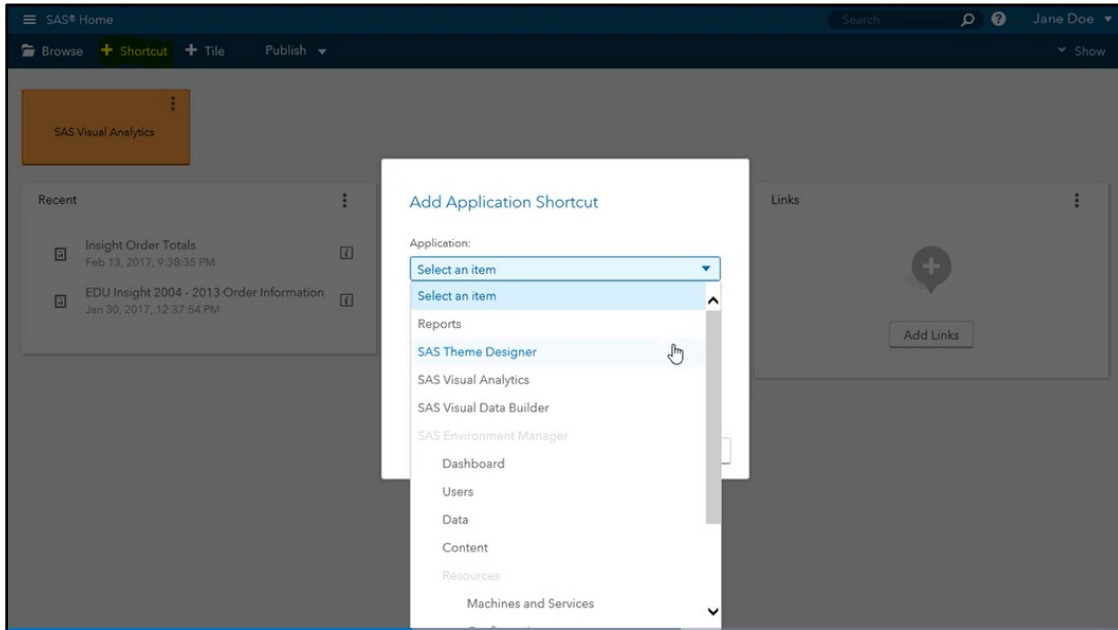 SAS® Home
Search
Jane Doe
Browse
Shortcut
Tile
Publish
Show
SAS Visual Analytics
Recent
Insight Order Totals
Feb 13, 2017, 9:38:35 PM
EDU Insight 2004 - 2013 Order Information
Jan 30, 2017, 12:37:54 PM
Add Application Shortcut
Application:
Select an item
Select an item
Reports
SAS Theme Designer
SAS Visual Analytics
SAS Visual Data Builder
SAS Environment Manager
Dashboard
Users
Data
Content
Resources
Machines and Services
Links
Add Links